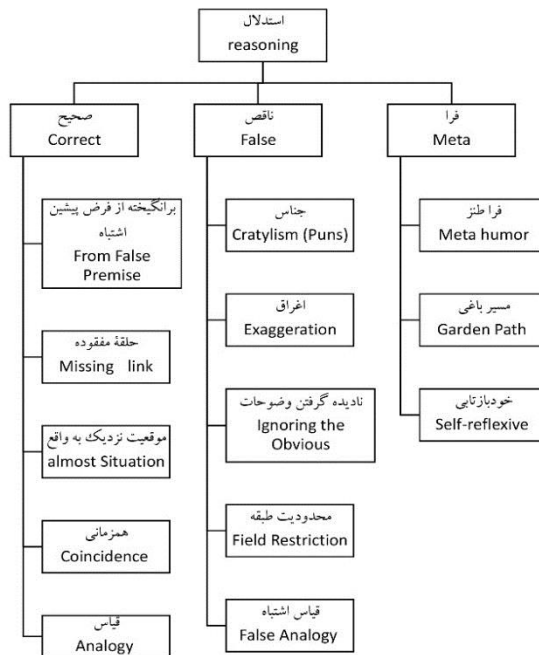 استدلال
reasoning
صحیح
Correct
ناقص
False
فرا
Meta
برانگیخته از فرض پیشین
اشتباه
From False
Premise
حلقۀ مفقوده
Missing link
موقعیت نزدیک به واقع
almost Situation
همزمانی
Coincidence
قیاس
Analogy
جناس
Cratylism (Puns)
اغراق
Exaggeration
نادیده گرفتن وضوحات
Ignoring the
Obvious
محدودیت طبقه
Field Restriction
قیاس اشتباه
False Analogy
فرا طنز
Meta humor
مسیر باغی
Garden Path
خودبازتابی
Self-reflexive